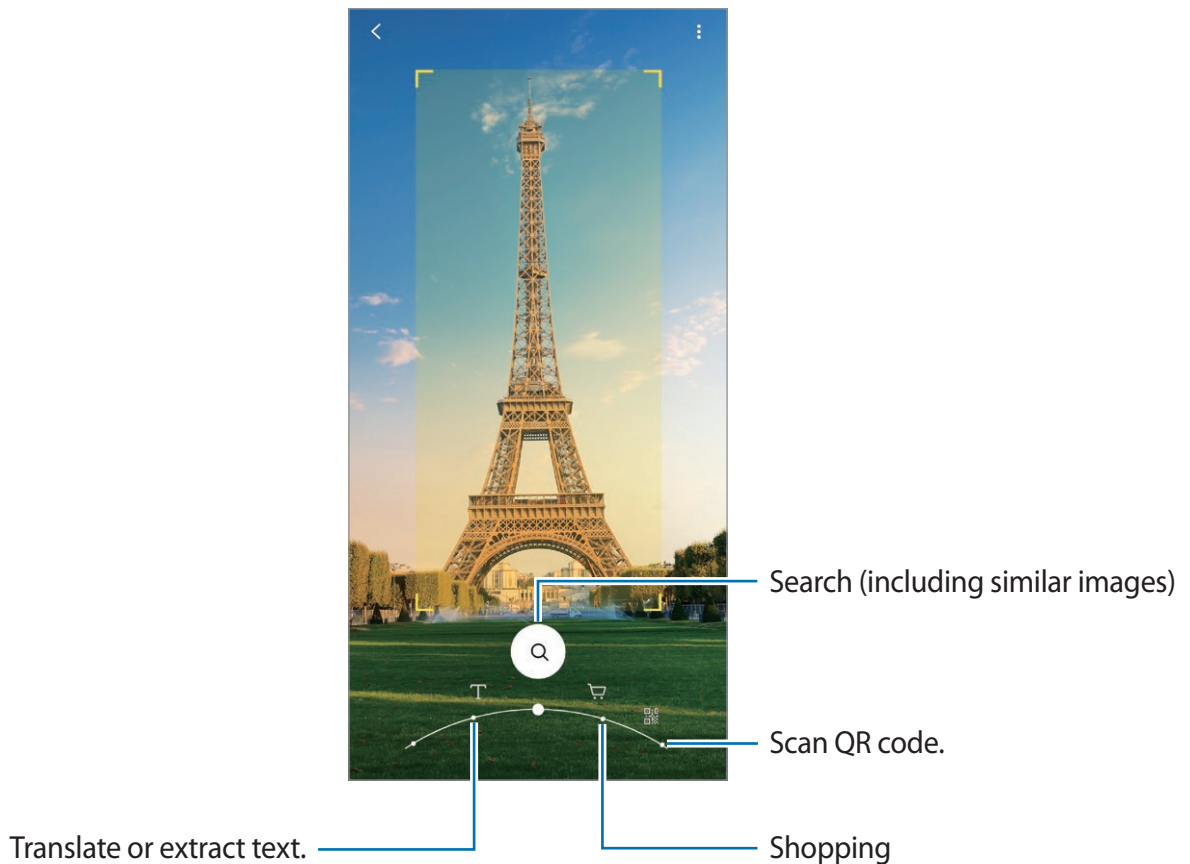 Search (including similar images)
T
Scan QR code.
Translate or extract text.
Shopping